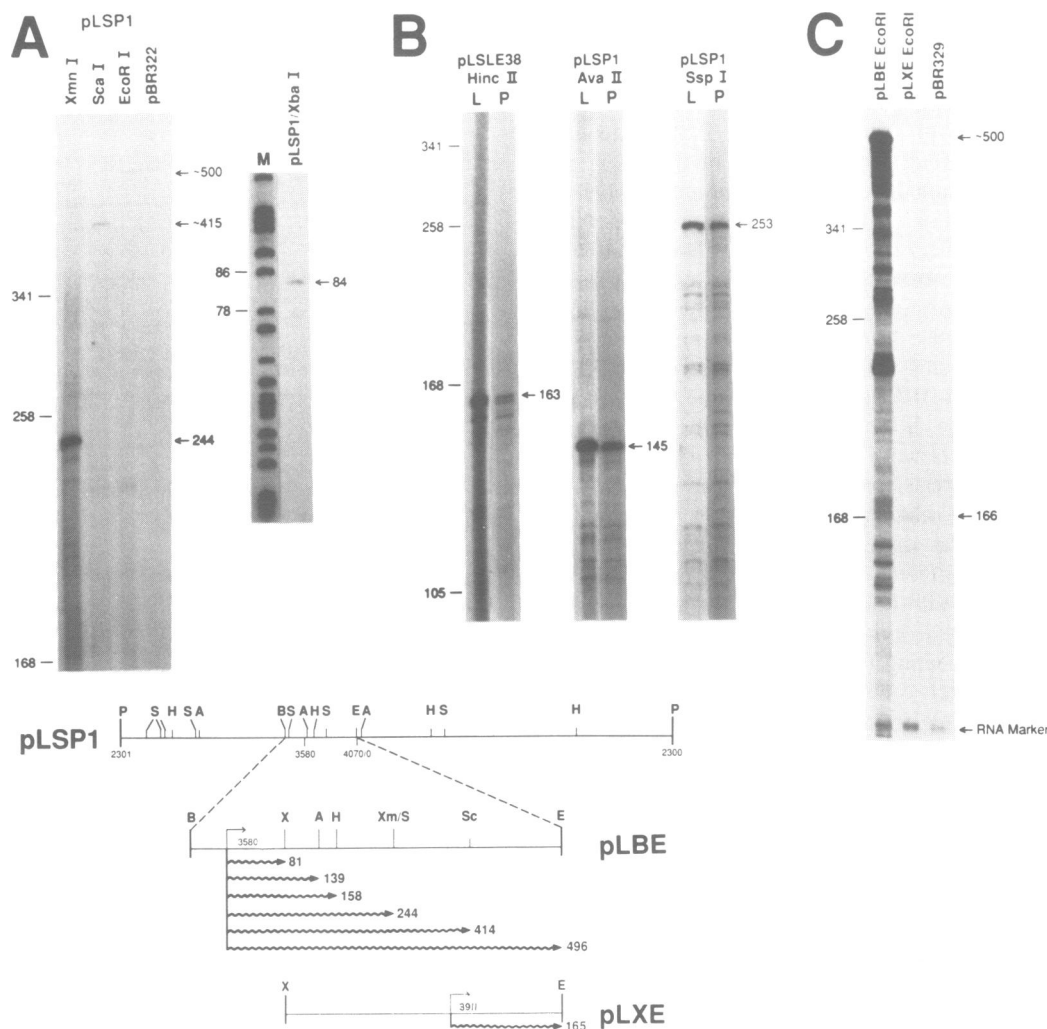 A
pLSP1
Xmn I
Sca I
EcoR I
pBR322
M
pLSP1/Xba I
~500
~415
341
258
244
168
86
84
78
B
pLSLE38 pLSP1 pLSP1
Hinc II Ava II Ssp I
L P L P L P
341
258
253
168
163
145
105
C
pLBE EcoRI
pLXE EcoRI
pBR329
~500
341
258
168
166
RNA Marker
P S H S A B S A H S E A H S H P
pLSP1
2301 3580 4070/0 2300
B X A H Xm/S Sc E
3580
pLBE
81
139
158
244
414
496
X E
3911
pLXE
165